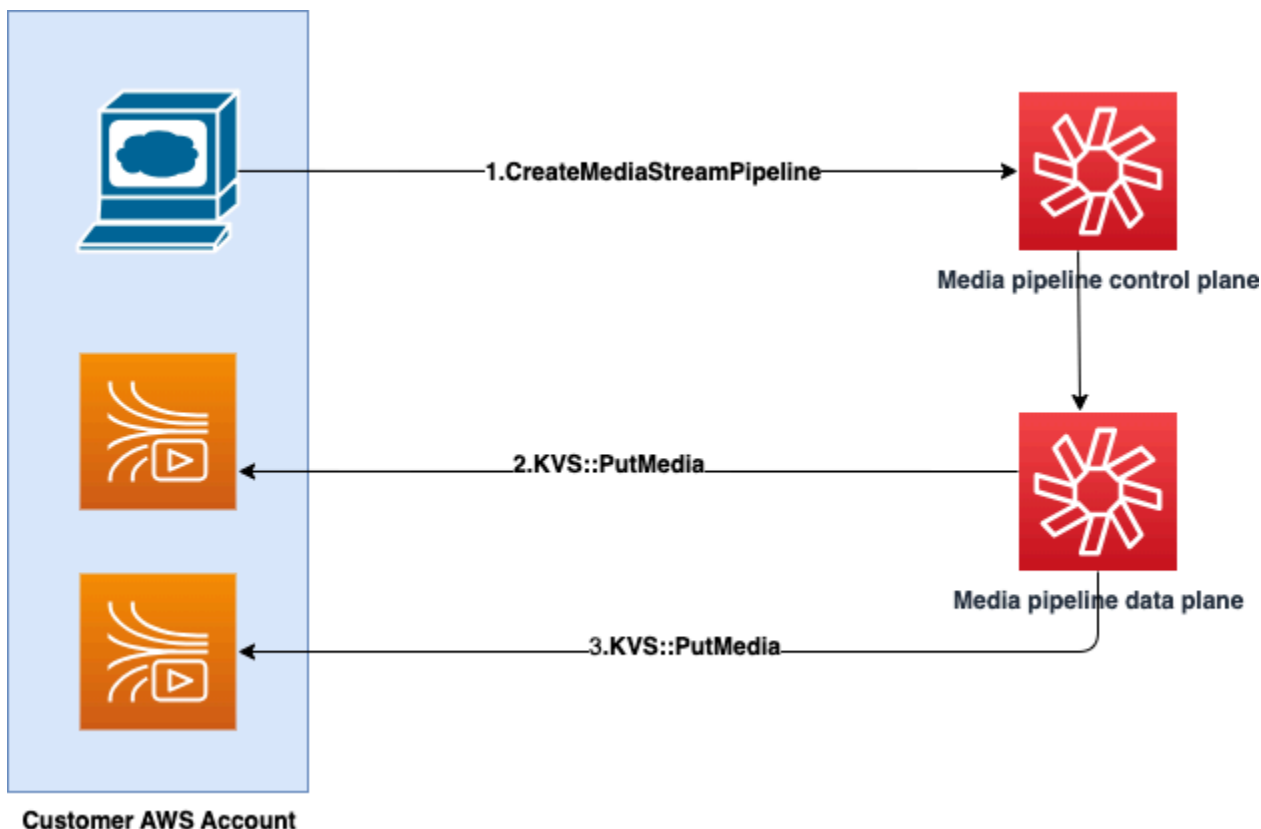 1.CreateMediaStreamPipeline
Media pipeline control plane
2.KVS::PutMedia
Media pipeline data plane
3.KVS::PutMedia
Customer AWS Account